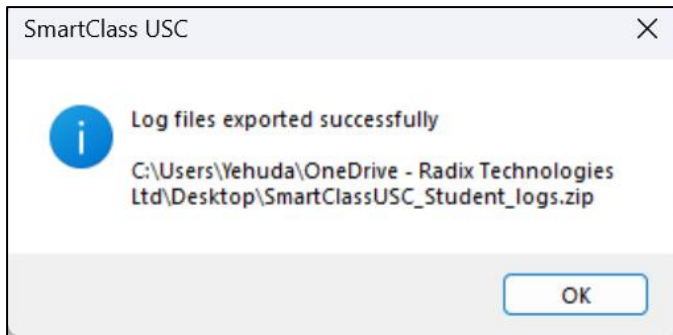 SmartClass USC
Log files exported successfully
C:\Users\Yehuda\OneDrive - Radix Technologies
Ltd\Desktop\SmartClassUSC_Student_logs.zip
OK